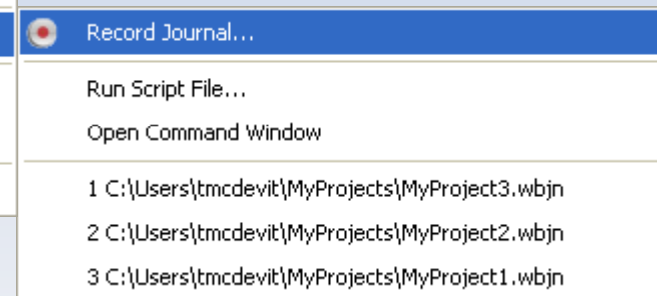 Record Journal...
Run Script File...
Open Command Window
1 C:\Users\tmcdevit\MyProjects\MyProject3.wbjn
2 C:\Users\tmcdevit\MyProjects\MyProject2.wbjn
3 C:\Users\tmcdevit\MyProjects\MyProject1.wbjn